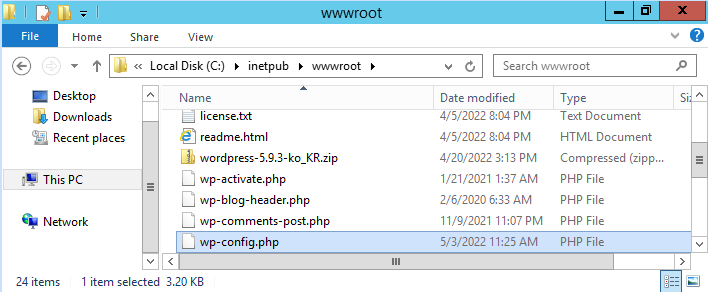 wwwroot
Local Disk (C:) inetpub wwwroot Search wwwroot
Name Date modified Type Siz
Desktop
Downloads
Recent places
This PC
Network
license.txt 4/5/2022 8:04 PM Text Document
readme.html 4/5/2022 8:04 PM HTML Document
wordpress-5.9.3-ko_KR.zip 4/20/2022 3:13 PM Compressed (zipp...
wp-activate.php 1/21/2021 1:37 AM PHP File
wp-blog-header.php 2/6/2020 6:33 AM PHP File
wp-comments-post.php 11/9/2021 11:07 PM PHP File
wp-config.php 5/3/2022 11:25 AM PHP File
24 items 1 item selected 3.20 KB